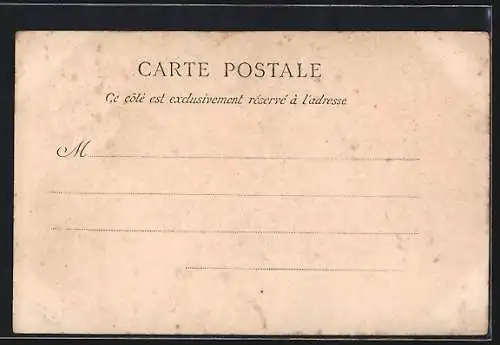 CARTE POSTALE
Ce côté est exclusivement réservé à l'adresse
M